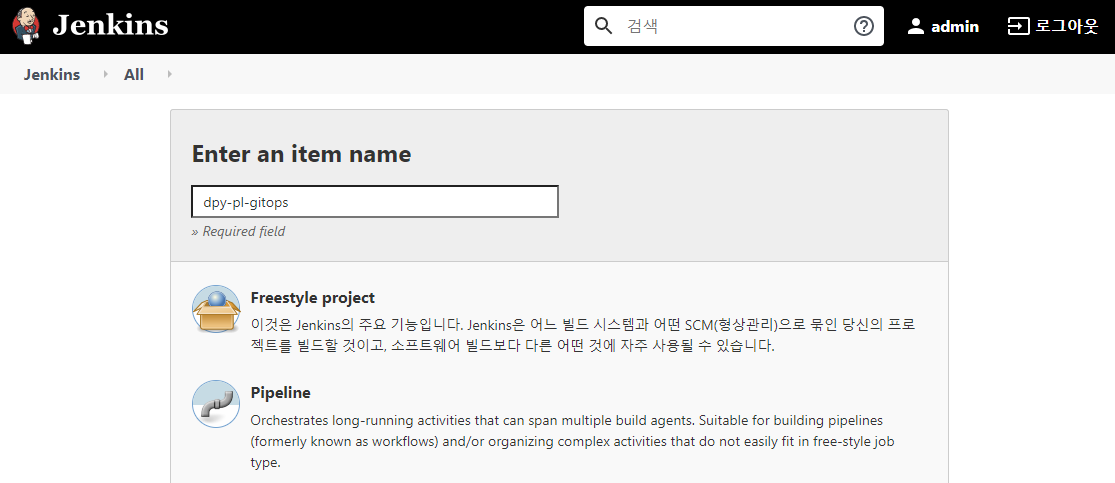 Jenkins
검색
admin
로그아웃
Jenkins
All
Enter an item name
dpy-pl-gitops
» Required field
Freestyle project
이것은 Jenkins의 주요 기능입니다. Jenkins은 어느 빌드 시스템과 어떤 SCM(형상관리)으로 묶인 당신의 프로
젝트를 빌드할 것이고, 소프트웨어 빌드보다 다른 어떤 것에 자주 사용될 수 있습니다.
Pipeline
Orchestrates long-running activities that can span multiple build agents. Suitable for building pipelines
(formerly known as workflows) and/or organizing complex activities that do not easily fit in free-style job
type.